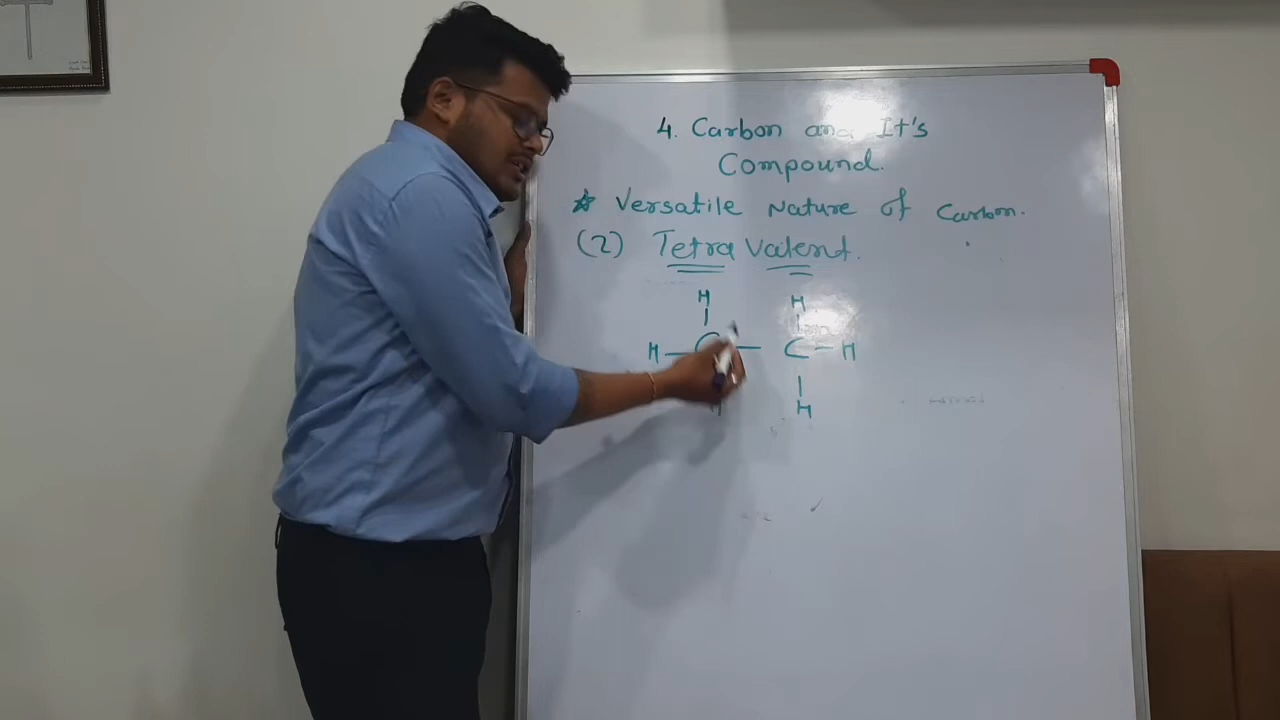 4. Carbon and It's
Compound.
☆ Versatile Nature of Carbon.
(2) Tetra Valent.
H H
H - C - C - H
H H